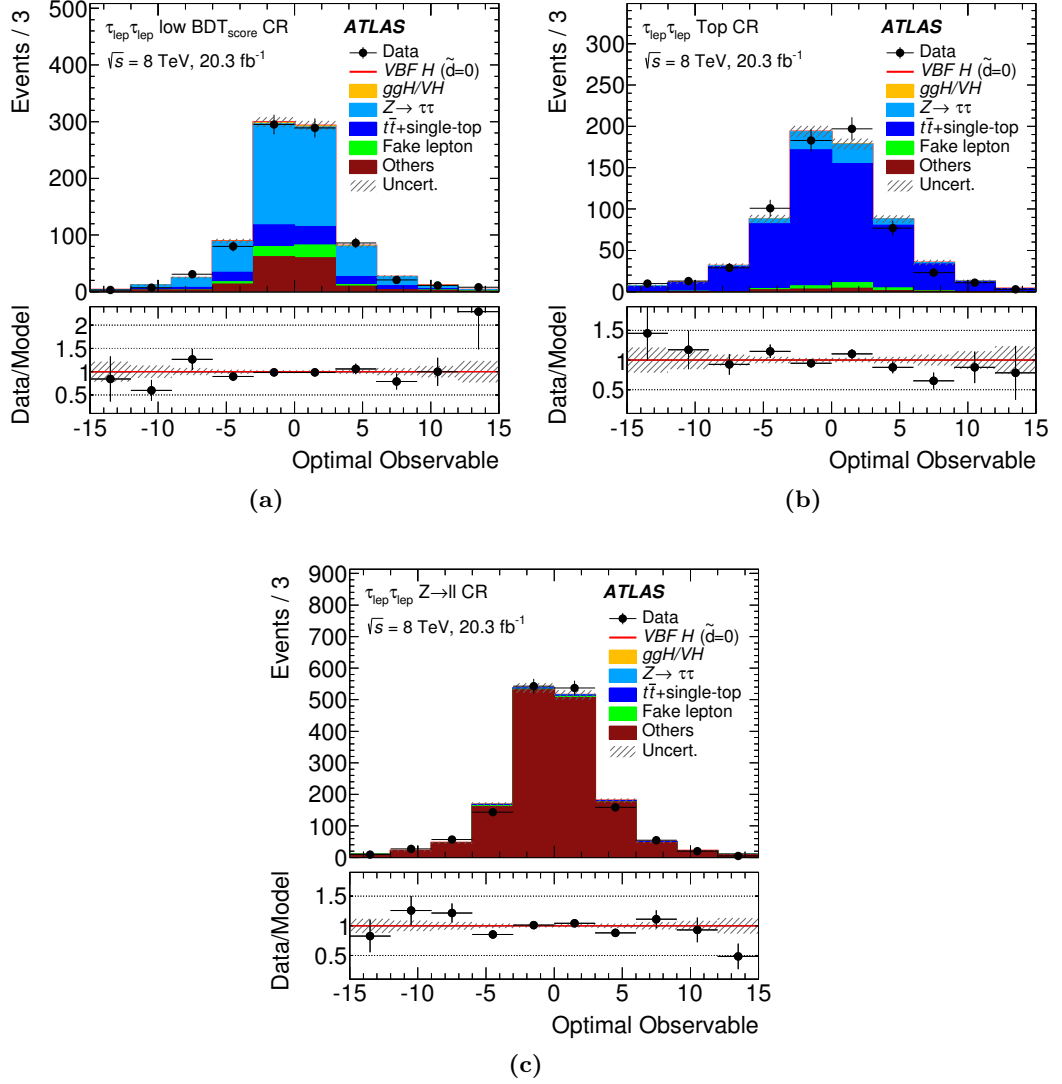 τlepτlep low BDTscore CR
√s = 8 TeV, 20.3 fb-1
ATLAS
Data
VBF H (d̃=0)
ggH/VH
Z→ ττ
tt̅+single-top
Fake lepton
Others
Uncert.
Events / 3
500
400
300
200
100
0
Data/Model
2
1.5
1
0.5
-15 -10 -5 0 5 10 15
Optimal Observable
(a)
τlepτlep Top CR
√s = 8 TeV, 20.3 fb-1
ATLAS
Data
VBF H (d̃=0)
ggH/VH
Z→ ττ
tt̅+single-top
Fake lepton
Others
Uncert.
Events / 3
300
250
200
150
100
50
0
Data/Model
1.5
1
0.5
-15 -10 -5 0 5 10 15
Optimal Observable
(b)
τlepτlep Z→ll CR
√s = 8 TeV, 20.3 fb-1
ATLAS
Data
VBF H (d̃=0)
ggH/VH
Z→ ττ
tt̅+single-top
Fake lepton
Others
Uncert.
Events / 3
900
800
700
600
500
400
300
200
100
0
Data/Model
1.5
1
0.5
-15 -10 -5 0 5 10 15
Optimal Observable
(c)